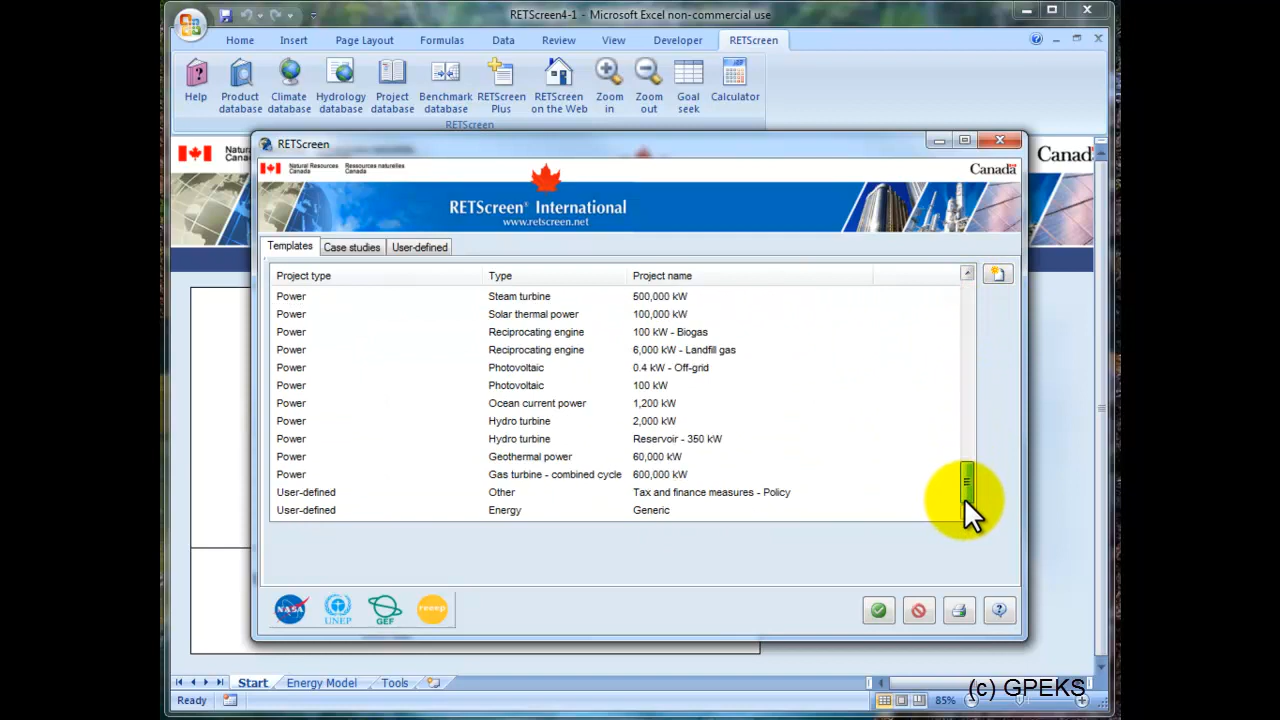 RETScreen4-1 - Microsoft Excel non-commercial use
Home Insert Page Layout Formulas Data Review View Developer RETScreen
Help Product database Climate database Hydrology database Project database Benchmark database RETScreen Plus RETScreen on the Web Zoom in Zoom out Goal seek Calculator
RETScreen
RETScreen
Natural Resources Canada Ressources naturelles Canada
Canada
RETScreen® International
www.retscreen.net
Templates Case studies User-defined
Project type Type Project name
Power Steam turbine 500,000 kW
Power Solar thermal power 100,000 kW
Power Reciprocating engine 100 kW - Biogas
Power Reciprocating engine 6,000 kW - Landfill gas
Power Photovoltaic 0.4 kW - Off-grid
Power Photovoltaic 100 kW
Power Ocean current power 1,200 kW
Power Hydro turbine 2,000 kW
Power Hydro turbine Reservoir - 350 kW
Power Geothermal power 60,000 kW
Power Gas turbine - combined cycle 600,000 kW
User-defined Other Tax and finance measures - Policy
User-defined Energy Generic
NASA UNEP GEF reeep
Start Energy Model Tools
(c) GPEKS
Ready 85%